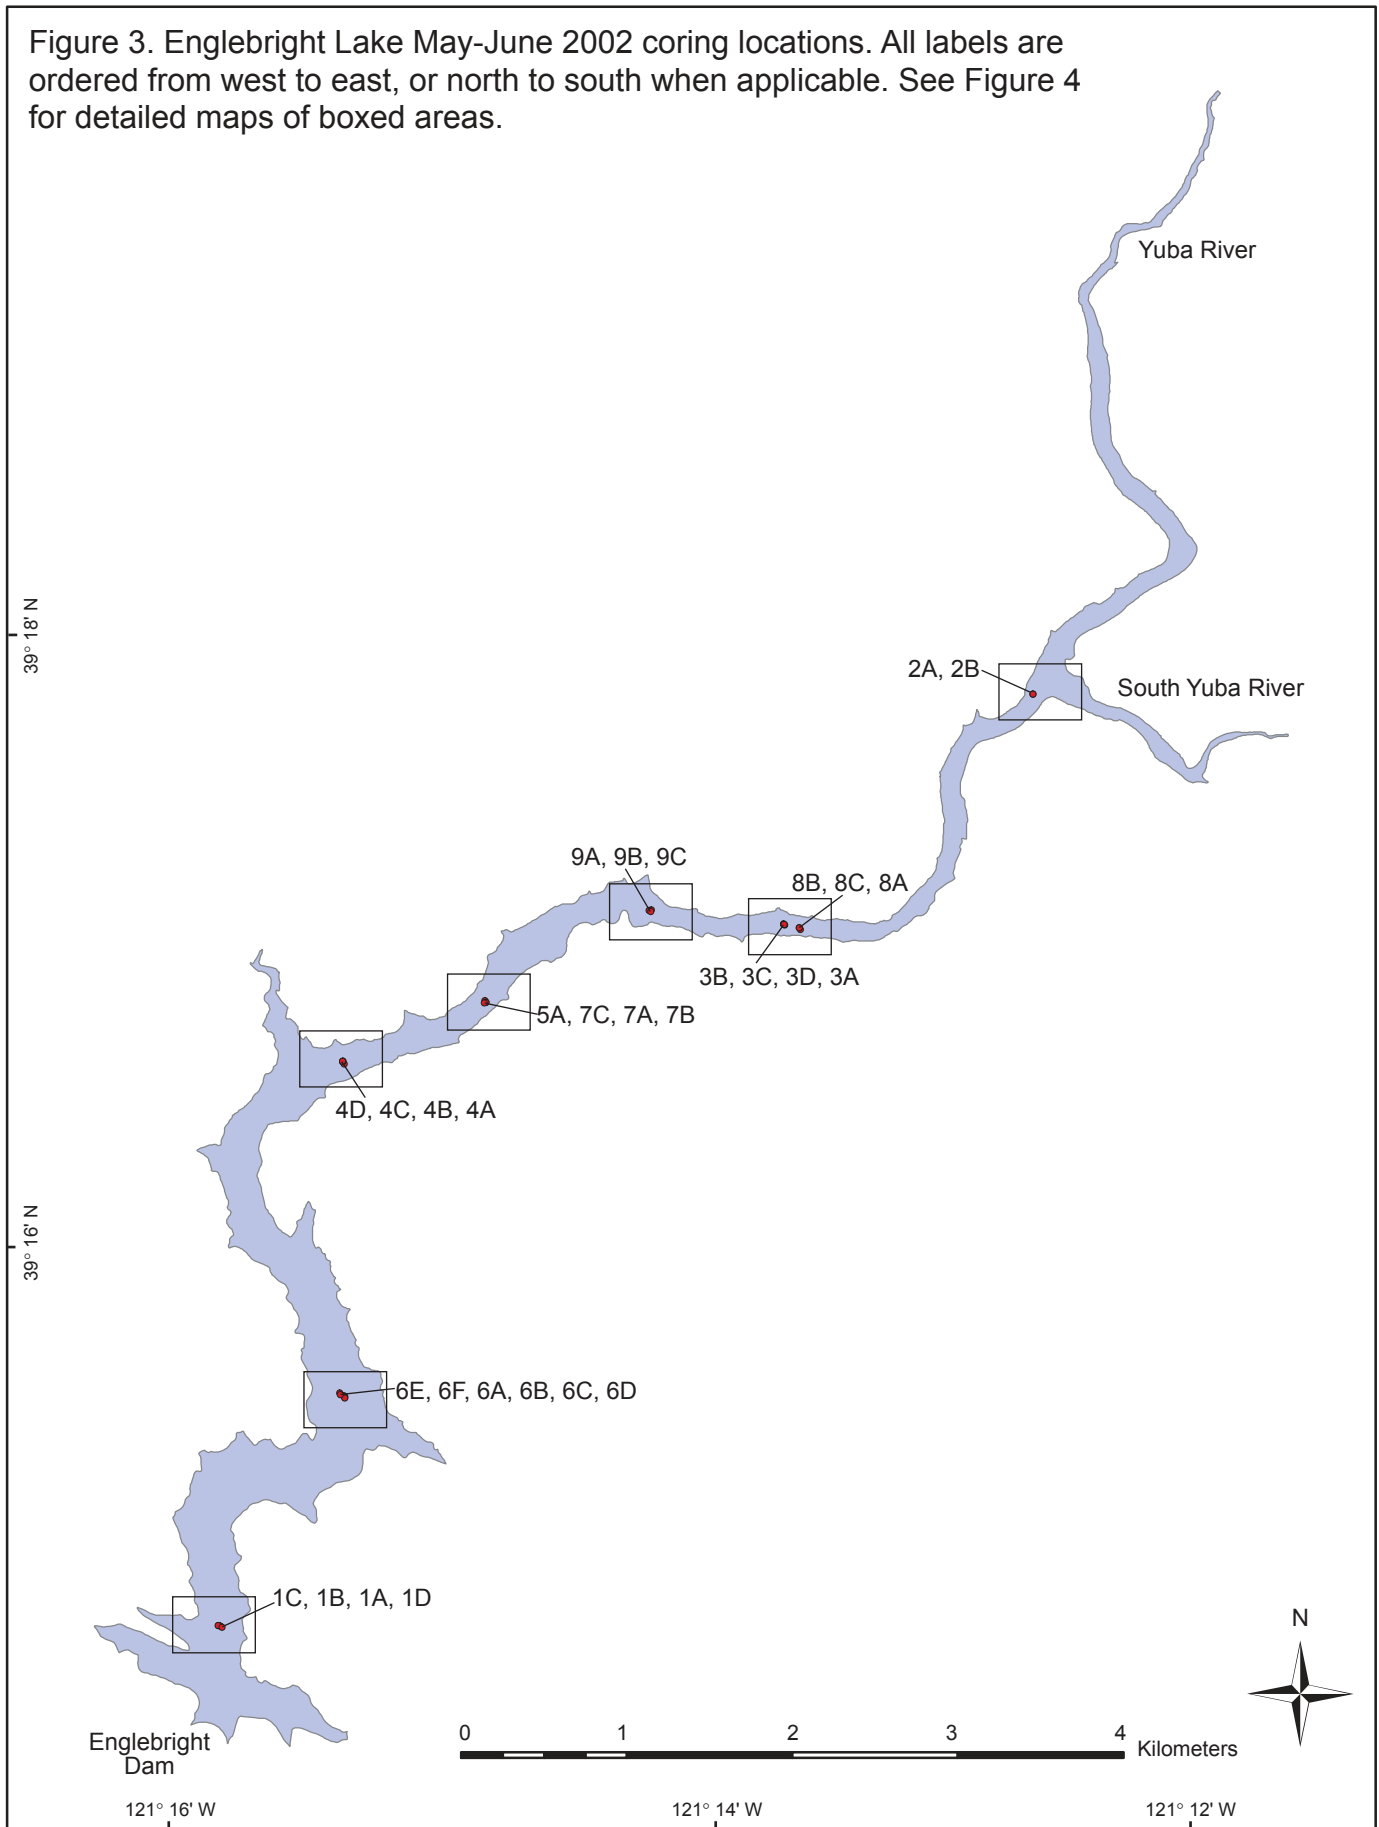 Figure 3. Englebright Lake May-June 2002 coring locations. All labels are
ordered from west to east, or north to south when applicable. See Figure 4
for detailed maps of boxed areas.
Yuba River
39° 18' N
2A, 2B
South Yuba River
9A, 9B, 9C
8B, 8C, 8A
3B, 3C, 3D, 3A
5A, 7C, 7A, 7B
4D, 4C, 4B, 4A
39° 16' N
6E, 6F, 6A, 6B, 6C, 6D
1C, 1B, 1A, 1D
N
Englebright
Dam
0 1 2 3 4
Kilometers
121° 16' W 121° 14' W 121° 12' W